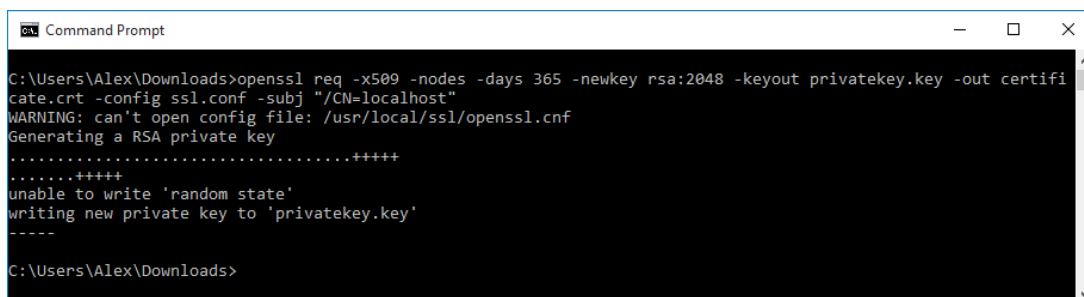 Command Prompt
C:\Users\Alex\Downloads>openssl req -x509 -nodes -days 365 -newkey rsa:2048 -keyout privatekey.key -out certifi
cate.crt -config ssl.conf -subj "/CN=localhost"
WARNING: can't open config file: /usr/local/ssl/openssl.cnf
Generating a RSA private key
...................................+++++
.......+++++
unable to write 'random state'
writing new private key to 'privatekey.key'
-----
C:\Users\Alex\Downloads>